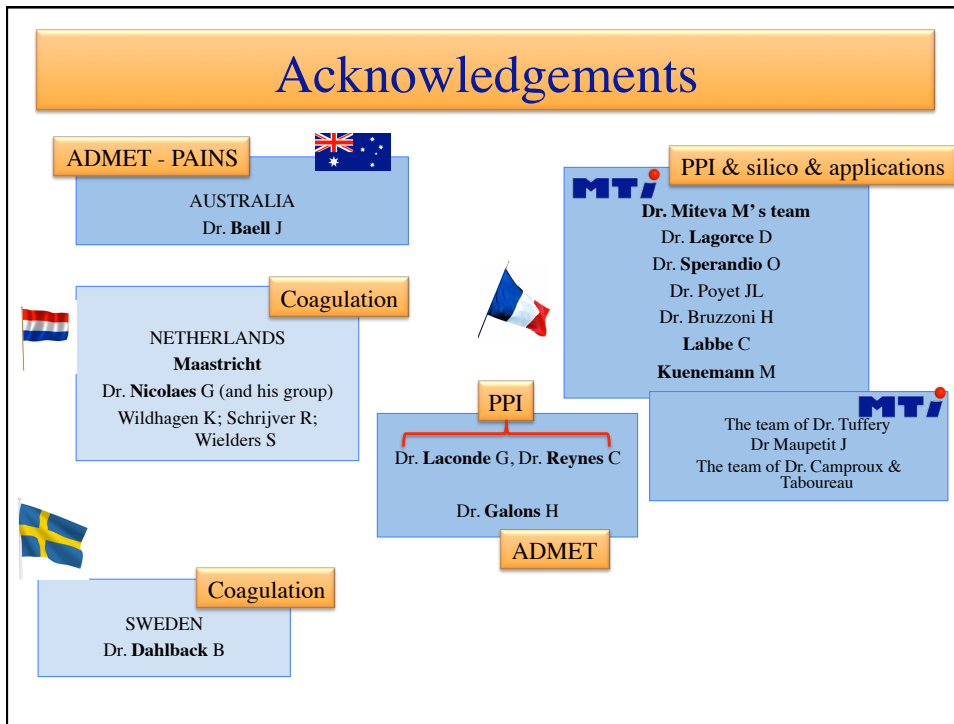 Acknowledgements
ADMET - PAINS
AUSTRALIA
Dr. Baell J
Coagulation
NETHERLANDS
Maastricht
Dr. Nicolaes G (and his group)
Wildhagen K; Schrijver R;
Wielders S
Coagulation
SWEDEN
Dr. Dahlback B
PPI
Dr. Laconde G, Dr. Reynes C
Dr. Galons H
ADMET
PPI & silico & applications
MTi
Dr. Miteva M's team
Dr. Lagorce D
Dr. Sperandio O
Dr. Poyet JL
Dr. Bruzzoni H
Labbe C
Kuenemann M
MTi
The team of Dr. Tuffery
Dr Maupetit J
The team of Dr. Camproux &
Taboureau